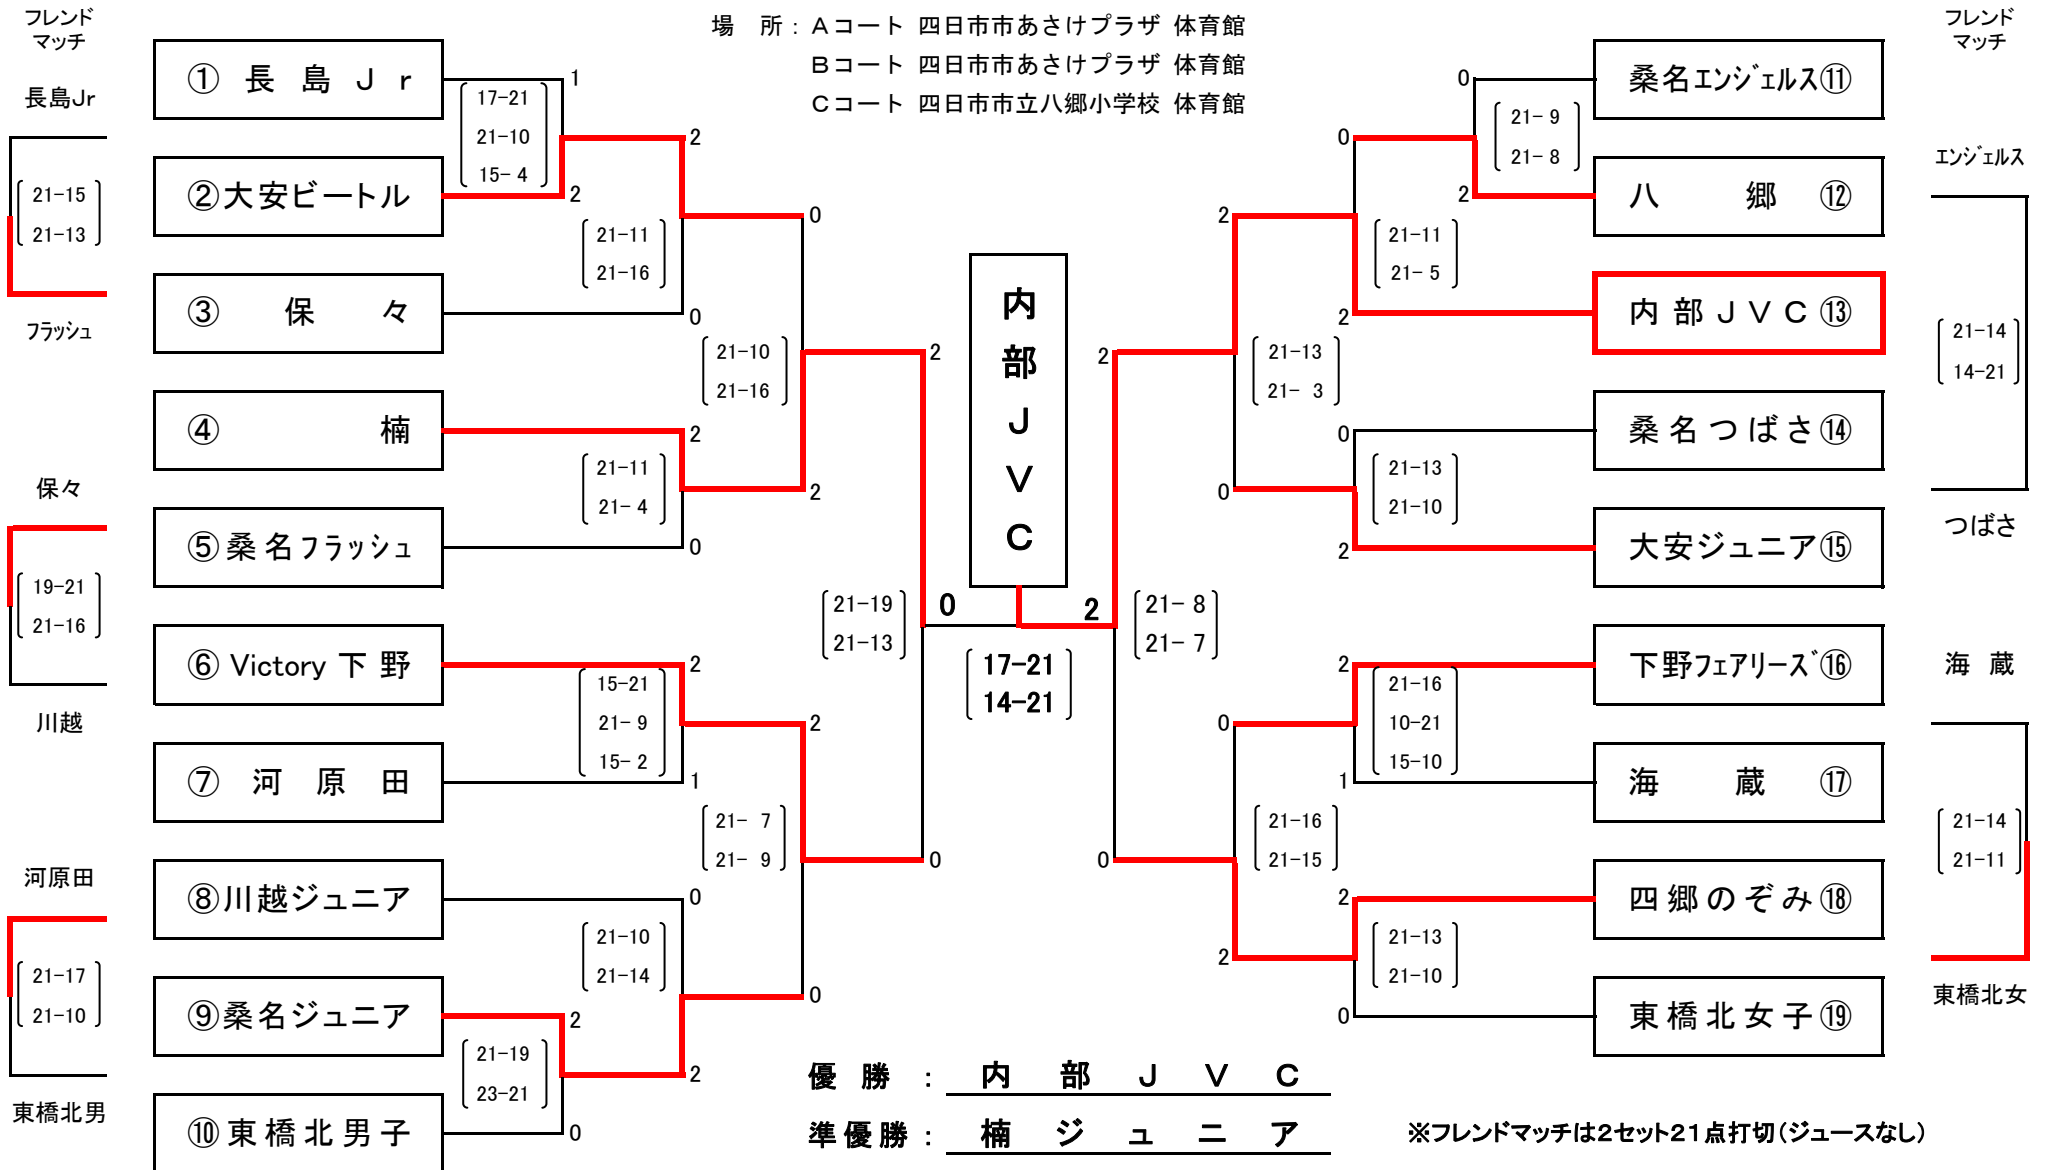 場　所：Ａコート 四日市市あさけプラザ 体育館
Ｂコート 四日市市あさけプラザ 体育館
Ｃコート 四日市市立八郷小学校 体育館
フレンド
マッチ
長島Jr
21-15
21-13
フラッシュ
保々
19-21
21-16
川越
河原田
21-17
21-10
東橋北男
① 長 島 Ｊ ｒ
②大安ビートル
③ 保 々
④ 楠
⑤桑名フラッシュ
⑥ Victory 下 野
⑦ 河 原 田
⑧川越ジュニア
⑨桑名ジュニア
⑩東橋北男子
1
17-21
21-10
15- 4
2
2
21-11
21-16
0
0
21-10
21-16
2
21-11
21- 4
0
2
2
21-19
21-13
2
15-21
21- 9
15- 2
1
2
21- 7
21- 9
0
0
21-10
21-14
0
2
21-19
23-21
0
2
内
部
Ｊ
Ｖ
Ｃ
0
2
17-21
14-21
0
21- 9
21- 8
2
0
21-11
21- 5
2
2
21-13
21- 3
0
0
21-13
21-10
2
2
21- 8
21- 7
0
2
21-16
10-21
15-10
1
0
21-16
21-15
2
2
21-13
21-10
0
桑名エンジェルス⑪
八 郷 ⑫
内部ＪＶＣ⑬
桑名つばさ⑭
大安ジュニア⑮
下野フェアリーズ⑯
海 蔵 ⑰
四郷のぞみ⑱
東橋北女子⑲
フレンド
マッチ
エンジェルス
21-14
14-21
つばさ
海 蔵
21-14
21-11
東橋北女
優 勝 ： 内 部 Ｊ Ｖ Ｃ
準優勝： 楠 ジ ュ ニ ア
※フレンドマッチは2セット21点打切（ジュースなし）